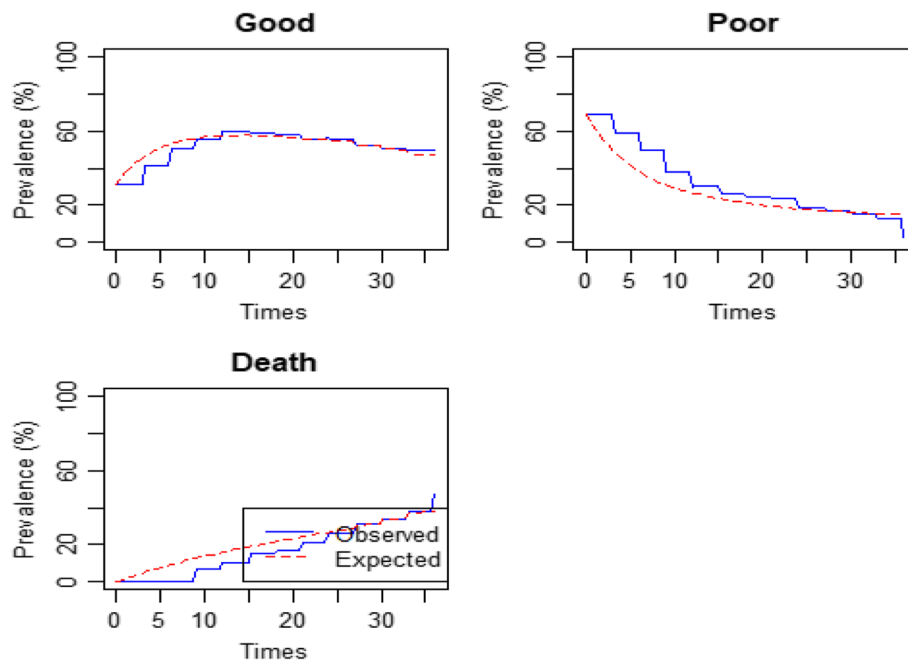 Good
Prevalence (%)
0 20 60 100
0 5 10 20 30
Times
Poor
Prevalence (%)
0 20 60 100
0 5 10 20 30
Times
Death
Prevalence (%)
0 20 60 100
Observed
Expected
0 5 10 20 30
Times